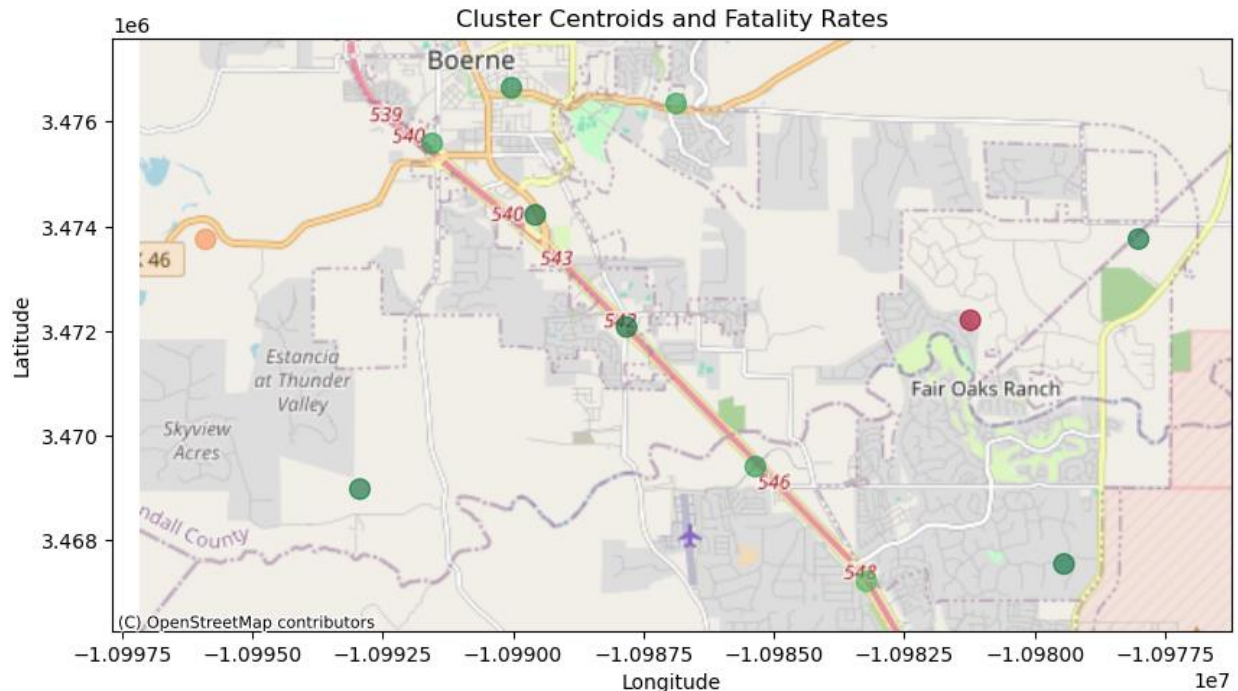 Cluster Centroids and Fatality Rates
1e6
Boerne
539
540
3.476
540
3.474
46
543
542
3.472
Estancia
at Thunder
Valley
Fair Oaks Ranch
3.470
Skyview
Acres
546
ndall County
3.468
548
(C) OpenStreetMap contributors
−1.09975
−1.09950
−1.09925
−1.09900
−1.09875
−1.09850
−1.09825
−1.09800
−1.09775
1e7
Latitude
Longitude